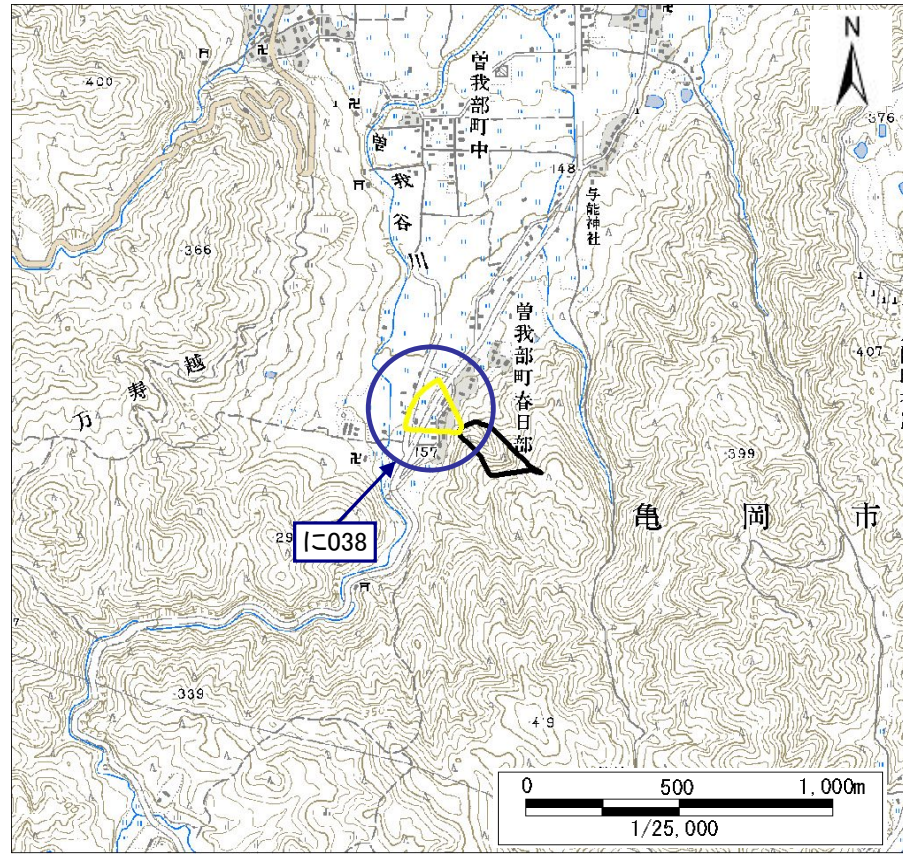 N
400
376
曽我部町中
曽我谷川
148
与能神社
366
曽我部町春日部
407
万寿越
157
399
亀岡市
に038
339
419
0 500 1,000m
1/25,000